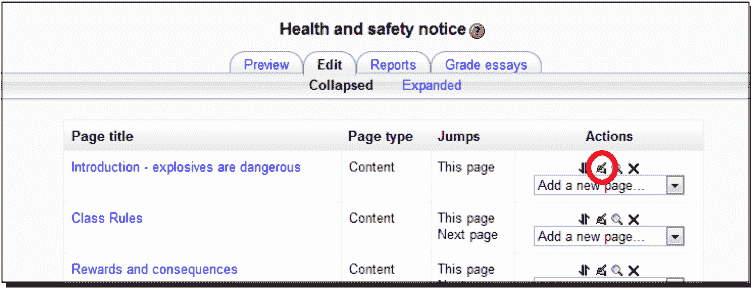 Health and safety notice
Preview Edit Reports Grade essays
Collapsed Expanded
Page title Page type Jumps Actions
Introduction - explosives are dangerous Content This page
Add a new page...
Class Rules Content This page
Next page Add a new page...
Rewards and consequences Content This page